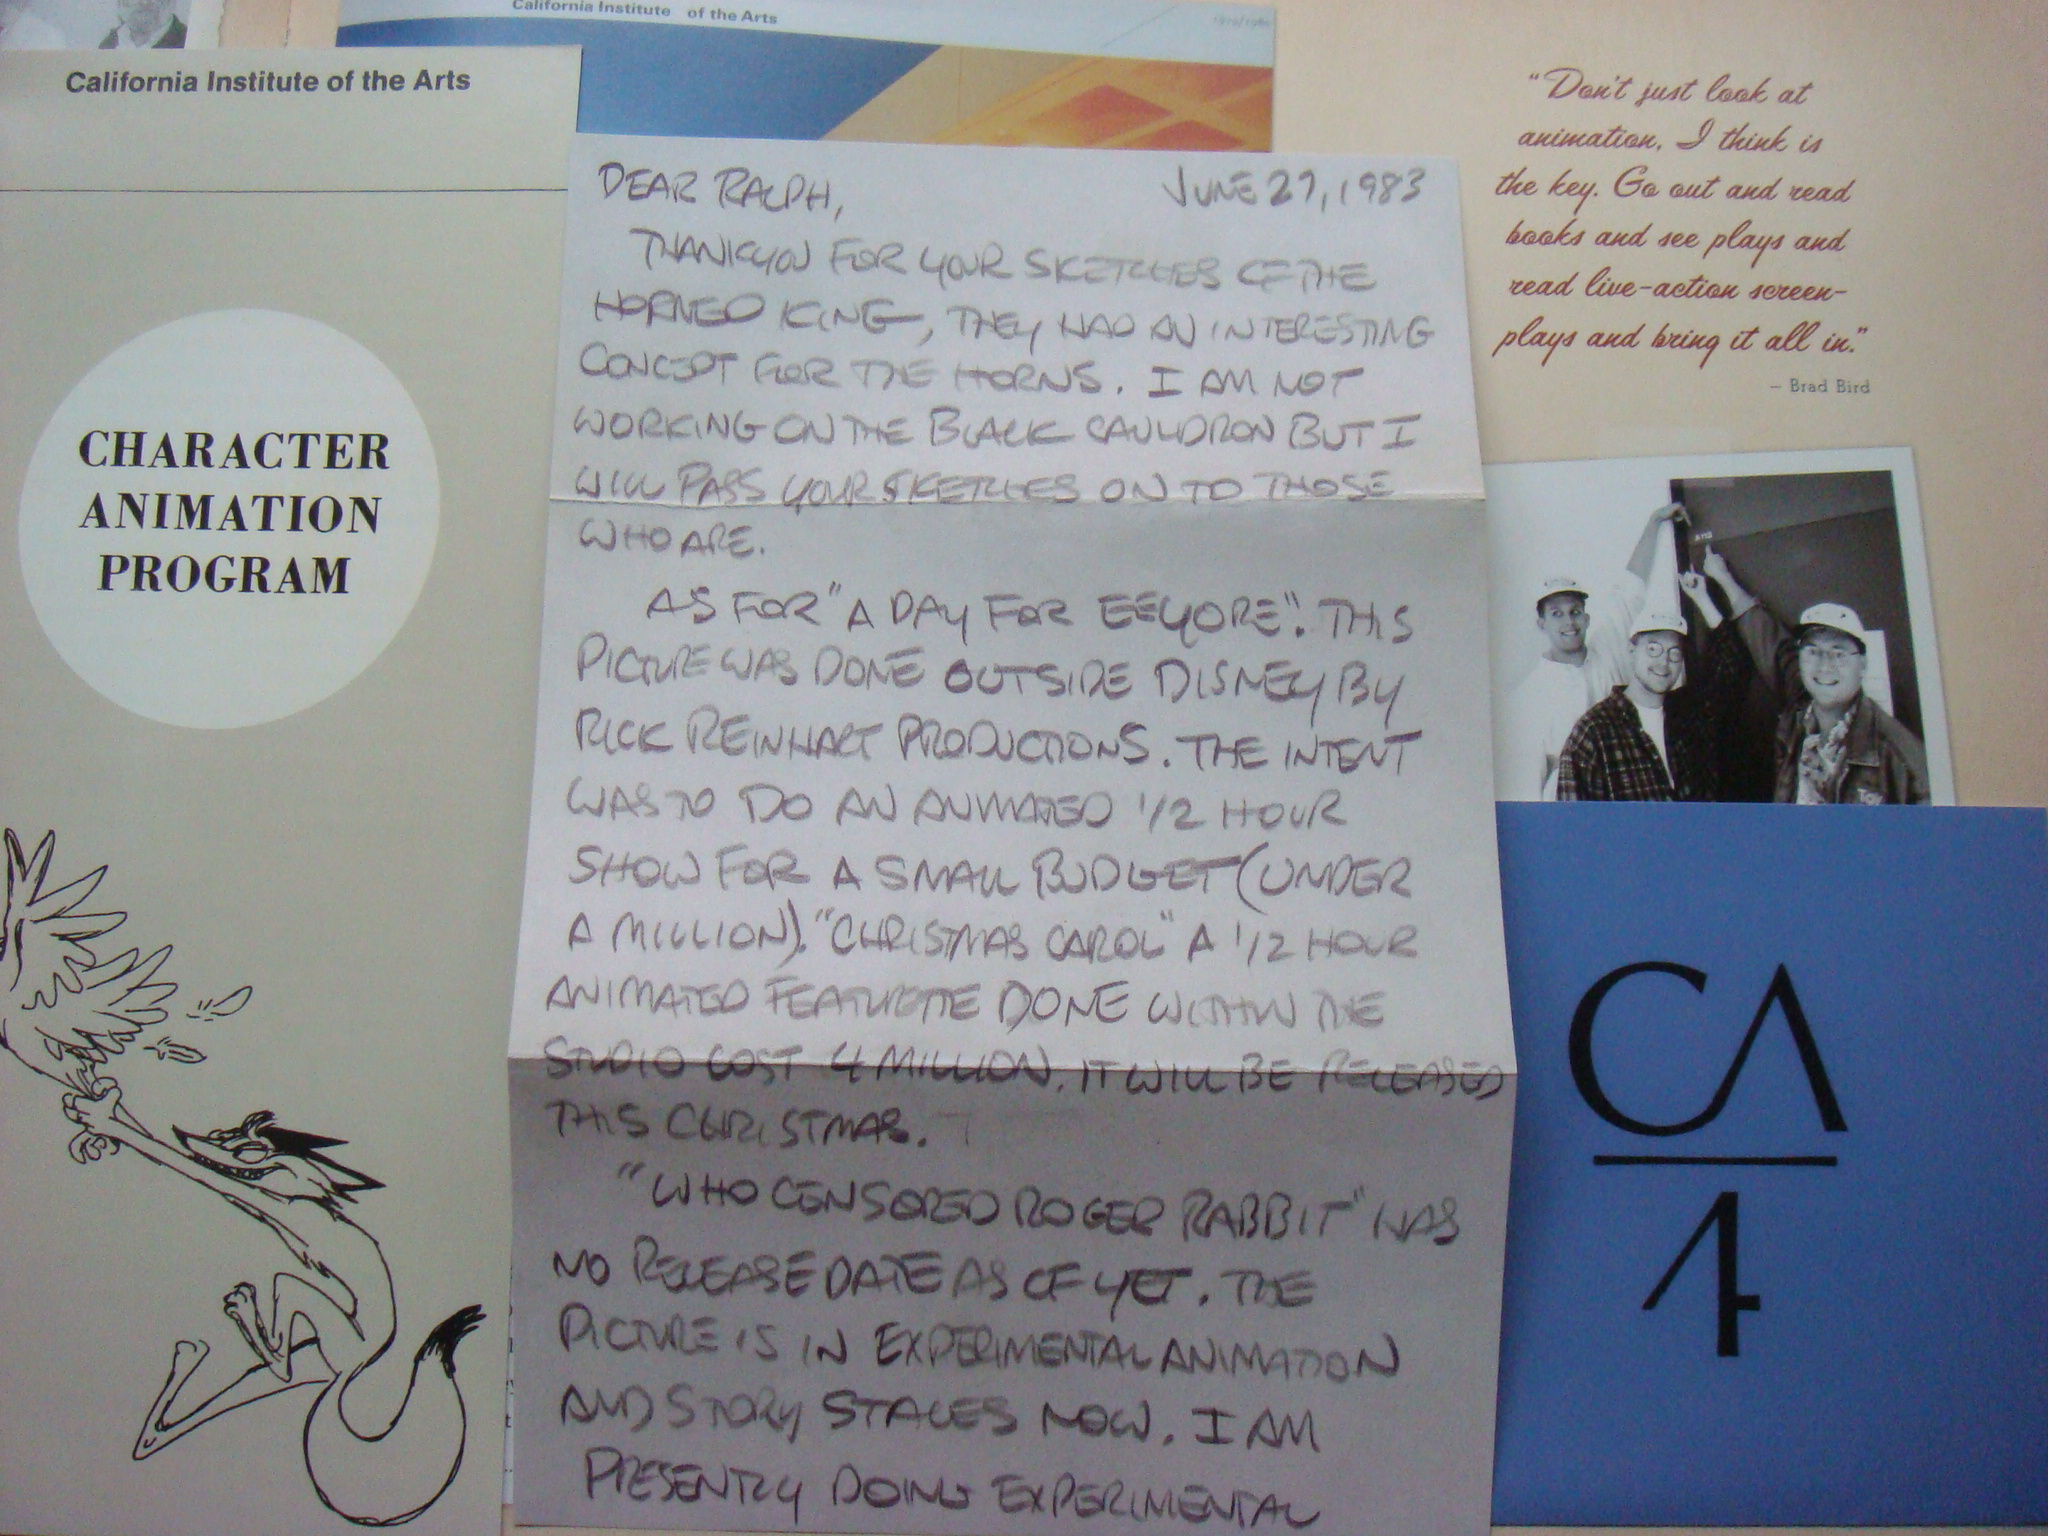 California Institute of the Arts
California Institute of the Arts
CHARACTER
ANIMATION
PROGRAM
DEAR RALPH,
JUNE 27, 1983
THANKYOU FOR YOUR SKETCHES OF THE
HORNED KING, THEY HAD AN INTERESTING
CONCEPT FOR THE HORNS. I AM NOT
WORKING ON THE BLACK CAULDRON BUT I
WILL PASS YOUR SKETCHES ON TO THOSE
WHO ARE.
AS FOR "A DAY FOR EEYORE". THIS
PICTURE WAS DONE OUTSIDE DISNEY BY
RICK REINHART PRODUCTIONS. THE INTENT
WAS TO DO AN ANIMATED 1/2 HOUR
SHOW FOR A SMALL BUDGET (UNDER
A MILLION). "CHRISTMAS CAROL" A 1/2 HOUR
ANIMATED FEATURETTE DONE WITHIN THE
STUDIO COST 4 MILLION. IT WILL BE RELEASED
THIS CHRISTMAS.
"WHO CENSORED ROGER RABBIT" HAS
NO RELEASE DATE AS OF YET. THE
PICTURE IS IN EXPERIMENTAL ANIMATION
AND STORY STAGES NOW. I AM
PRESENTLY DOING EXPERIMENTAL
"Don't just look at
animation, I think is
the key. Go out and read
books and see plays and
read live-action screen-
plays and bring it all in."
– Brad Bird
A113
CA
4